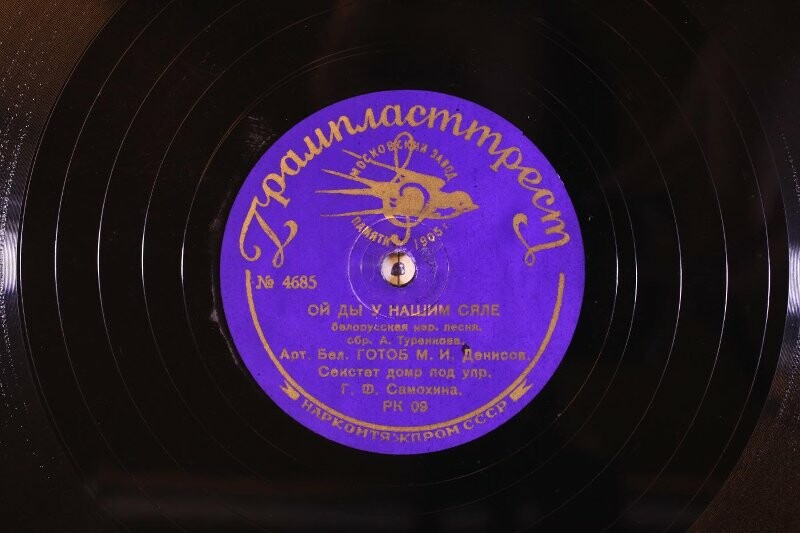 Грампласттрест
МОСКОВСКИЙ ЗАВОД
ПАМЯТИ 1905 г.
№ 4685
ОЙ ДЫ У НАШИМ СЯЛЕ
белорусская нар. песня.
обр. А. Туренкова.
Арт. Бел. ГОТОБ М. И. Денисов.
Секстет домр под упр.
Г. Ф. Самохина.
РК 09
НАРКОМТЯЖПРОМ СССР